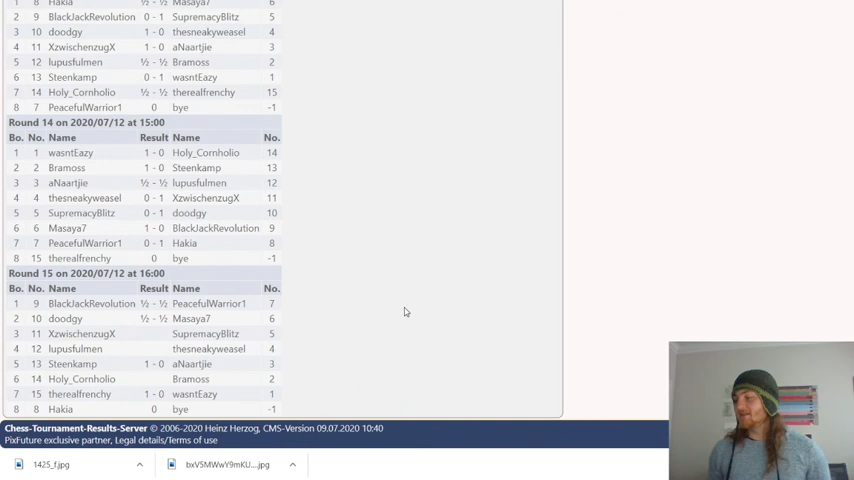 1 8 Hakia ½ - ½ Masaya7 6
2 9 BlackJackRevolution 0 - 1 SupremacyBlitz 5
3 10 doodgy 1 - 0 thesneakyweasel 4
4 11 XzwischenzugX 1 - 0 aNaartjie 3
5 12 lupusfulmen ½ - ½ Bramoss 2
6 13 Steenkamp 0 - 1 wasntEazy 1
7 14 Holy_Cornholio ½ - ½ therealfrenchy 15
8 7 PeacefulWarrior1 0 bye -1
Round 14 on 2020/07/12 at 15:00
Bo. No. Name Result Name No.
1 1 wasntEazy 1 - 0 Holy_Cornholio 14
2 2 Bramoss 1 - 0 Steenkamp 13
3 3 aNaartjie ½ - ½ lupusfulmen 12
4 4 thesneakyweasel 0 - 1 XzwischenzugX 11
5 5 SupremacyBlitz 0 - 1 doodgy 10
6 6 Masaya7 1 - 0 BlackJackRevolution 9
7 7 PeacefulWarrior1 0 - 1 Hakia 8
8 15 therealfrenchy 0 bye -1
Round 15 on 2020/07/12 at 16:00
Bo. No. Name Result Name No.
1 9 BlackJackRevolution ½ - ½ PeacefulWarrior1 7
2 10 doodgy ½ - ½ Masaya7 6
3 11 XzwischenzugX SupremacyBlitz 5
4 12 lupusfulmen thesneakyweasel 4
5 13 Steenkamp 1 - 0 aNaartjie 3
6 14 Holy_Cornholio Bramoss 2
7 15 therealfrenchy 1 - 0 wasntEazy 1
8 8 Hakia 0 bye -1
Chess-Tournament-Results-Server © 2006-2020 Heinz Herzog, CMS-Version 09.07.2020 10:40
PixFuture exclusive partner, Legal details/Terms of use
1425_f.jpg bxV5MWwY9mKU....jpg